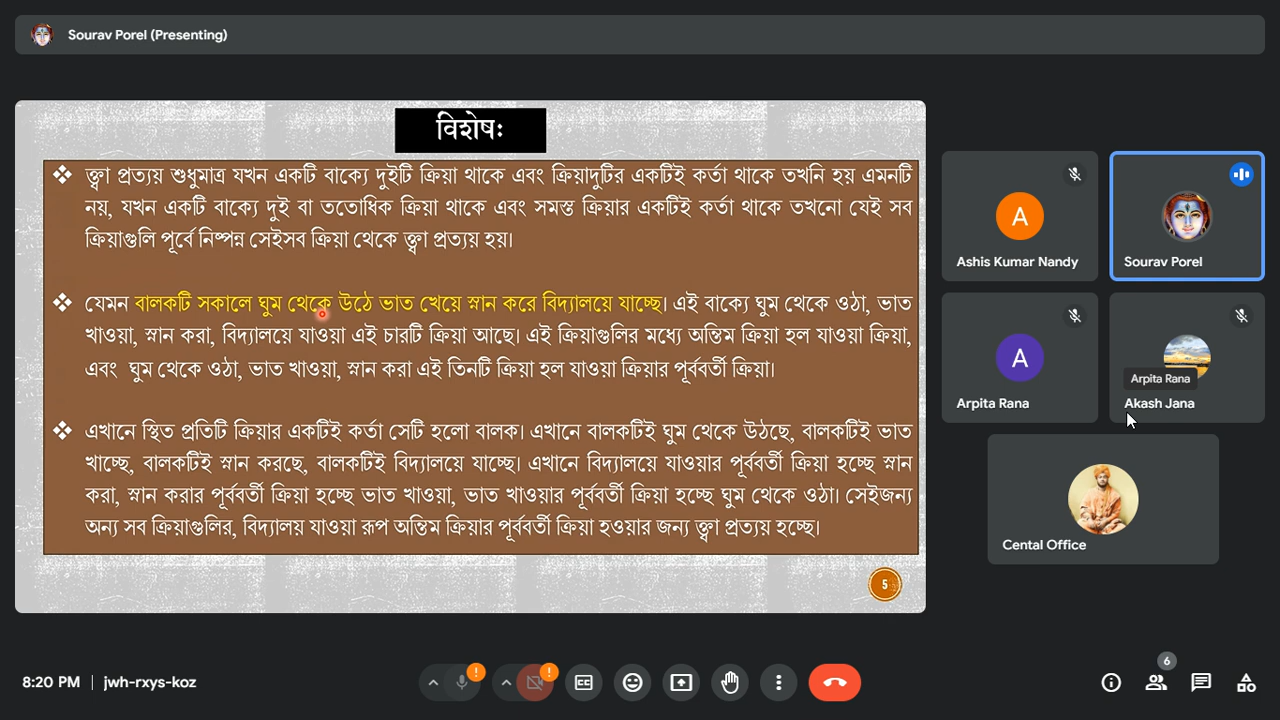 Sourav Porel (Presenting)
বিশেষঃ
❖ ক্ত্বা প্রত্যয় শুধুমাত্র যখন একটি বাক্যে দুইটি ক্রিয়া থাকে এবং ক্রিয়াদুটির একটিই কর্তা থাকে তখনি হয় এমনটি
নয়, যখন একটি বাক্যে দুই বা ততোধিক ক্রিয়া থাকে এবং সমস্ত ক্রিয়ার একটিই কর্তা থাকে তখনো যেই সব
ক্রিয়াগুলি পূর্বে নিষ্পন্ন সেইসব ক্রিয়া থেকে ক্ত্বা প্রত্যয় হয়।
❖ যেমন বালকটি সকালে ঘুম থেকে উঠে ভাত খেয়ে স্নান করে বিদ্যালয়ে যাচ্ছে। এই বাক্যে ঘুম থেকে ওঠা, ভাত
খাওয়া, স্নান করা, বিদ্যালয়ে যাওয়া এই চারটি ক্রিয়া আছে। এই ক্রিয়াগুলির মধ্যে অন্তিম ক্রিয়া হল যাওয়া ক্রিয়া,
এবং ঘুম থেকে ওঠা, ভাত খাওয়া, স্নান করা এই তিনটি ক্রিয়া হল যাওয়া ক্রিয়ার পূর্ববর্তী ক্রিয়া।
❖ এখানে স্থিত প্রতিটি ক্রিয়ার একটিই কর্তা সেটি হলো বালক। এখানে বালকটিই ঘুম থেকে উঠছে, বালকটিই ভাত
খাচ্ছে, বালকটিই স্নান করছে, বালকটিই বিদ্যালয়ে যাচ্ছে। এখানে বিদ্যালয়ে যাওয়ার পূর্ববর্তী ক্রিয়া হচ্ছে স্নান
করা, স্নান করার পূর্ববর্তী ক্রিয়া হচ্ছে ভাত খাওয়া, ভাত খাওয়ার পূর্ববর্তী ক্রিয়া হচ্ছে ঘুম থেকে ওঠা। সেইজন্য
অন্য সব ক্রিয়াগুলির, বিদ্যালয় যাওয়া রূপ অন্তিম ক্রিয়ার পূর্ববর্তী ক্রিয়া হওয়ার জন্য ক্ত্বা প্রত্যয় হচ্ছে।
5
A
Ashis Kumar Nandy
Sourav Porel
A
Arpita Rana
Arpita Rana
Akash Jana
Cental Office
8:20 PM | jwh-rxys-koz
6